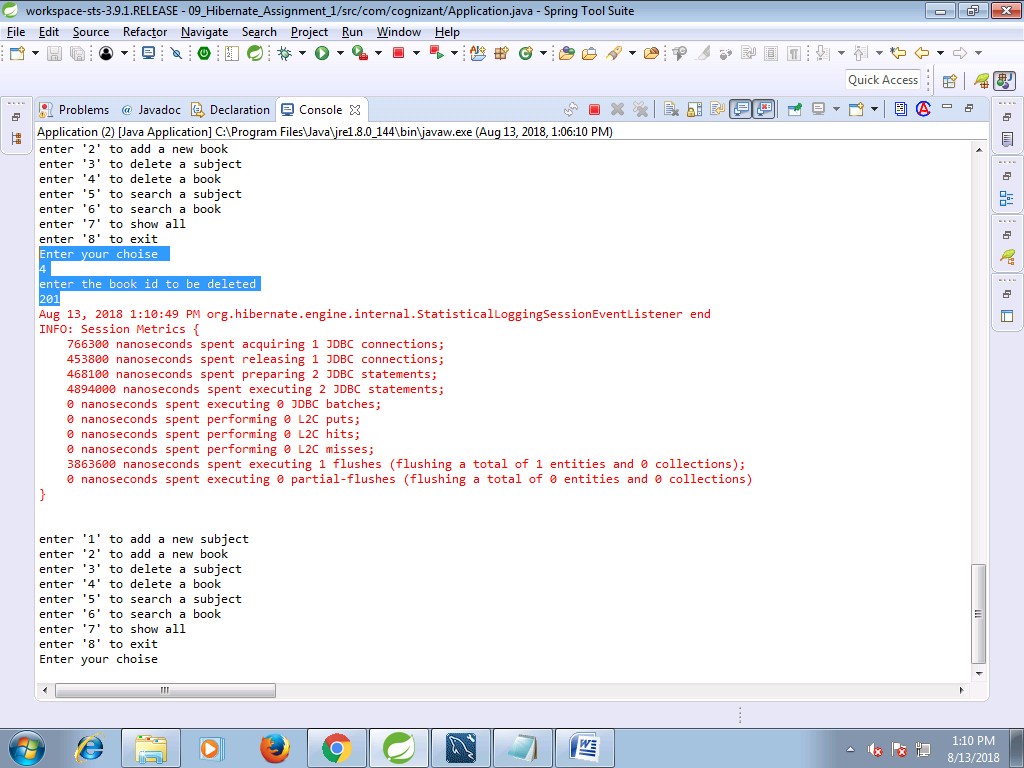 workspace-sts-3.9.1.RELEASE - 09_Hibernate_Assignment_1/src/com/cognizant/Application.java - Spring Tool Suite
File Edit Source Refactor Navigate Search Project Run Window Help
Quick Access
Problems @ Javadoc Declaration Console
Application (2) [Java Application] C:\Program Files\Java\jre1.8.0_144\bin\javaw.exe (Aug 13, 2018, 1:06:10 PM)
enter '2' to add a new book
enter '3' to delete a subject
enter '4' to delete a book
enter '5' to search a subject
enter '6' to search a book
enter '7' to show all
enter '8' to exit
Enter your choise
4
enter the book id to be deleted
201
Aug 13, 2018 1:10:49 PM org.hibernate.engine.internal.StatisticalLoggingSessionEventListener end
INFO: Session Metrics {
    766300 nanoseconds spent acquiring 1 JDBC connections;
    453800 nanoseconds spent releasing 1 JDBC connections;
    468100 nanoseconds spent preparing 2 JDBC statements;
    4894000 nanoseconds spent executing 2 JDBC statements;
    0 nanoseconds spent executing 0 JDBC batches;
    0 nanoseconds spent performing 0 L2C puts;
    0 nanoseconds spent performing 0 L2C hits;
    0 nanoseconds spent performing 0 L2C misses;
    3863600 nanoseconds spent executing 1 flushes (flushing a total of 1 entities and 0 collections);
    0 nanoseconds spent executing 0 partial-flushes (flushing a total of 0 entities and 0 collections)
}
enter '1' to add a new subject
enter '2' to add a new book
enter '3' to delete a subject
enter '4' to delete a book
enter '5' to search a subject
enter '6' to search a book
enter '7' to show all
enter '8' to exit
Enter your choise
1:10 PM
8/13/2018